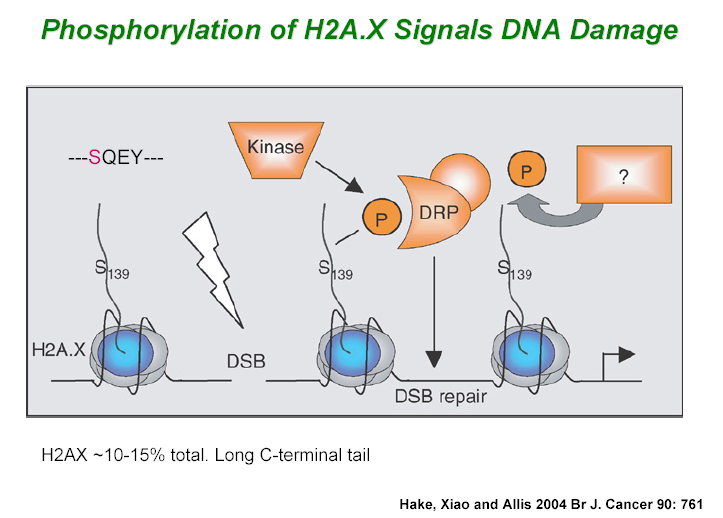 Phosphorylation of H2A.X Signals DNA Damage
---SQEY---
Kinase
P
DRP
P
?
S139
S139
S139
H2A.X
DSB
DSB repair
H2AX ~10-15% total. Long C-terminal tail
Hake, Xiao and Allis 2004 Br J. Cancer 90: 761